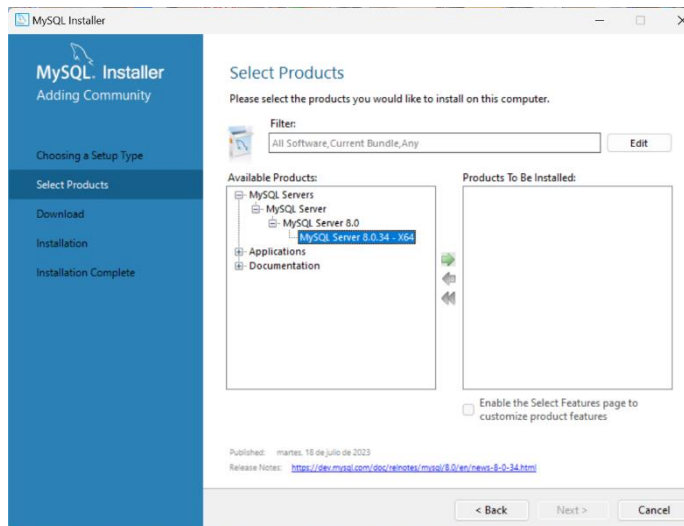 MySQL Installer
MySQL. Installer
Adding Community
Choosing a Setup Type
Select Products
Download
Installation
Installation Complete
Select Products
Please select the products you would like to install on this computer.
Filter:
All Software,Current Bundle,Any
Edit
Available Products:
MySQL Servers
MySQL Server
MySQL Server 8.0
MySQL Server 8.0.34 - X64
Applications
Documentation
Products To Be Installed:
Enable the Select Features page to
customize product features
Published: martes, 18 de julio de 2023
Release Notes: https://dev.mysql.com/doc/relnotes/mysql/8.0/en/news-8-0-34.html
< Back
Next >
Cancel